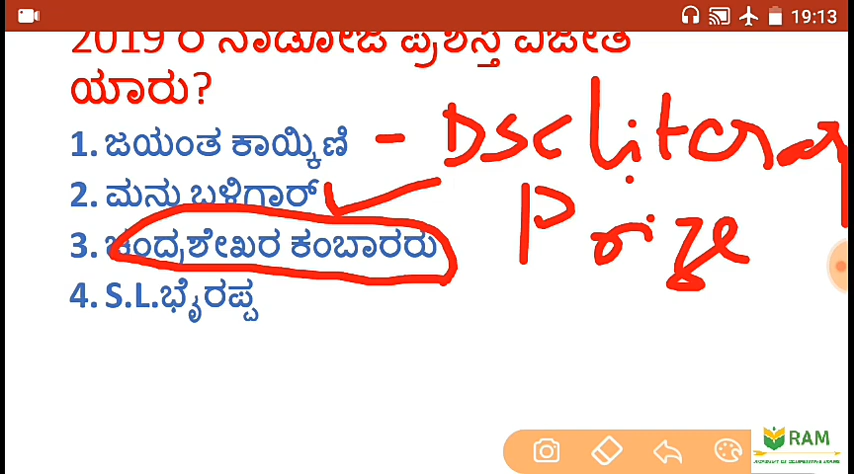 19:13
2019 ರ ನಾಡೋಜ ಪ್ರಶಸ್ತಿ ವಿಜೇತ
ಯಾರು?
1. ಜಯಂತ ಕಾಯ್ಕಿಣಿ - Dsc Literary
2. ಮನು ಬಳಿಗಾರ್ Prize
3. ಚಂದ್ರಶೇಖರ ಕಂಬಾರರು
4. S.L.ಭೈರಪ್ಪ
RAM